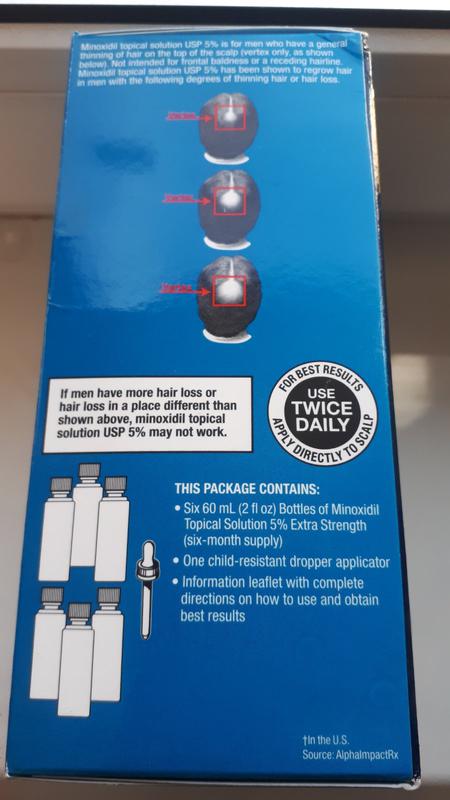 Minoxidil topical solution USP 5% is for men who have a general
thinning of hair on the top of the scalp (vertex only, as shown
below). Not intended for frontal baldness or a receding hairline.
Minoxidil topical solution USP 5% has been shown to regrow hair
in men with the following degrees of thinning hair or hair loss.
Vertex
Vertex
Vertex
If men have more hair loss or
hair loss in a place different than
shown above, minoxidil topical
solution USP 5% may not work.
FOR BEST RESULTS
USE
TWICE
DAILY
APPLY DIRECTLY TO SCALP
THIS PACKAGE CONTAINS:
• Six 60 mL (2 fl oz) Bottles of Minoxidil
Topical Solution 5% Extra Strength
(six-month supply)
• One child-resistant dropper applicator
• Information leaflet with complete
directions on how to use and obtain
best results
†In the U.S.
Source: AlphaImpactRx